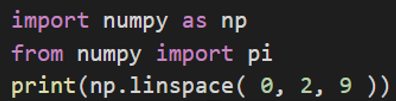 import numpy as np
from numpy import pi
print(np.linspace( 0, 2, 9 ))